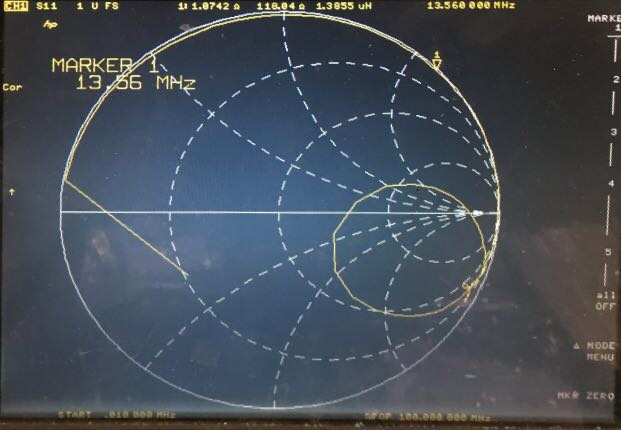 CH1 S11 1 U FS 1: 1.0742 Ω 118.04 Ω 1.3855 uH 13.560 000 MHz
hp
MARKER 1
13.56 MHz
Cor
↑
1
MARKE
1
2
3
4
5
all
OFF
Δ MODE
MENU
MKR ZERO
START .010 000 MHz STOP 100.000 000 MHz